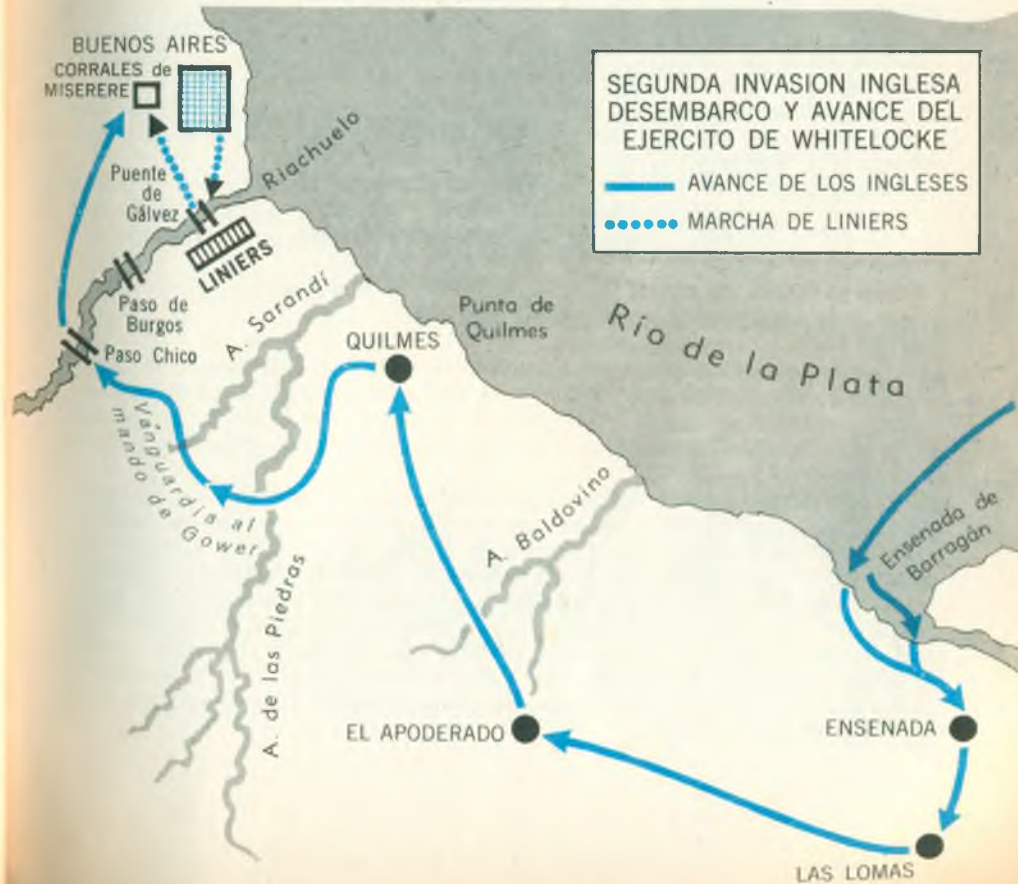 BUENOS AIRES
CORRALES de
MISERERE
SEGUNDA INVASION INGLESA
DESEMBARCO Y AVANCE DEL
EJERCITO DE WHITELOCKE
AVANCE DE LOS INGLESES
MARCHA DE LINIERS
Puente
de
Gálvez
Riachuelo
LINIERS
Paso de
Burgos
Paso Chico
A. Sarandí
QUILMES
Punta de
Quilmes
Río de la Plata
Vanguardia al
mando de Gower
A. de las Piedras
A. Baldovino
Ensenada de
Barragán
EL APODERADO
ENSENADA
LAS LOMAS